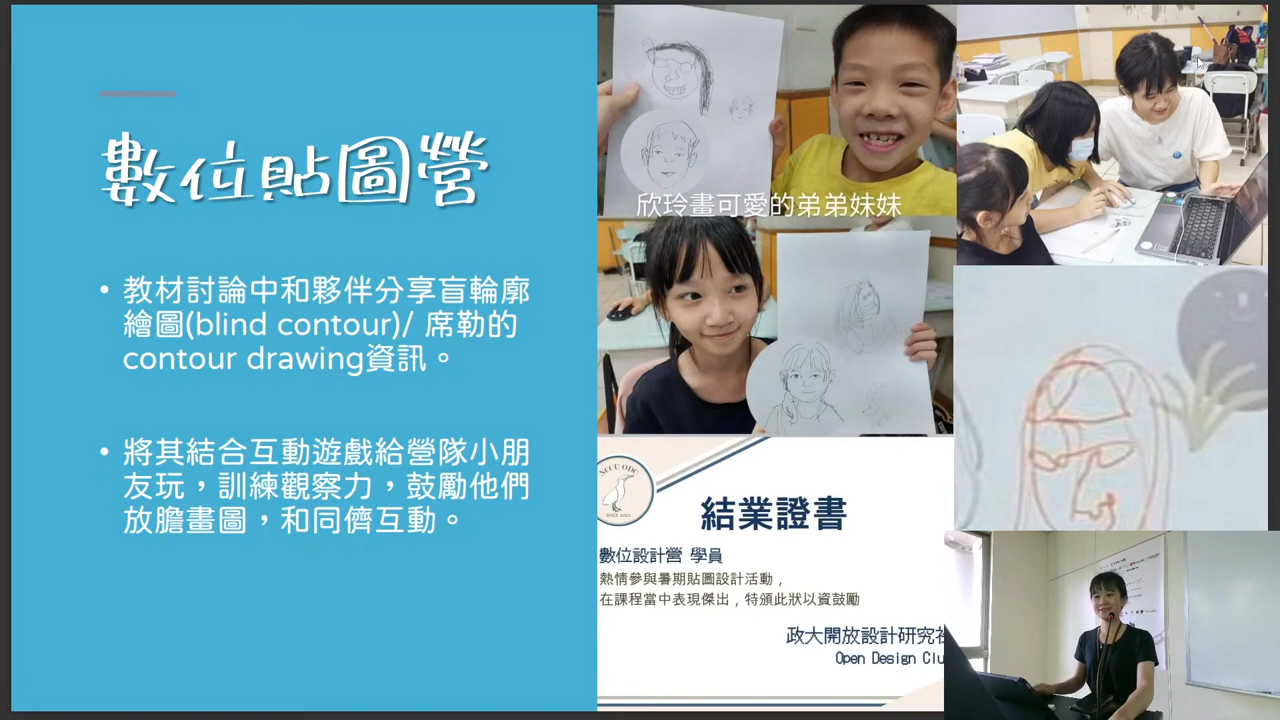 數位貼圖營
• 教材討論中和夥伴分享盲輪廓
繪圖(blind contour)/ 席勒的
contour drawing資訊。
• 將其結合互動遊戲給營隊小朋
友玩，訓練觀察力，鼓勵他們
放膽畫圖，和同儕互動。
欣玲畫可愛的弟弟妹妹
NCCU ODC
SINCE 2021
結業證書
數位設計營 學員
熱情參與暑期貼圖設計活動，
在課程當中表現傑出，特頒此狀以資鼓勵
政大開放設計研究社
Open Design Clu